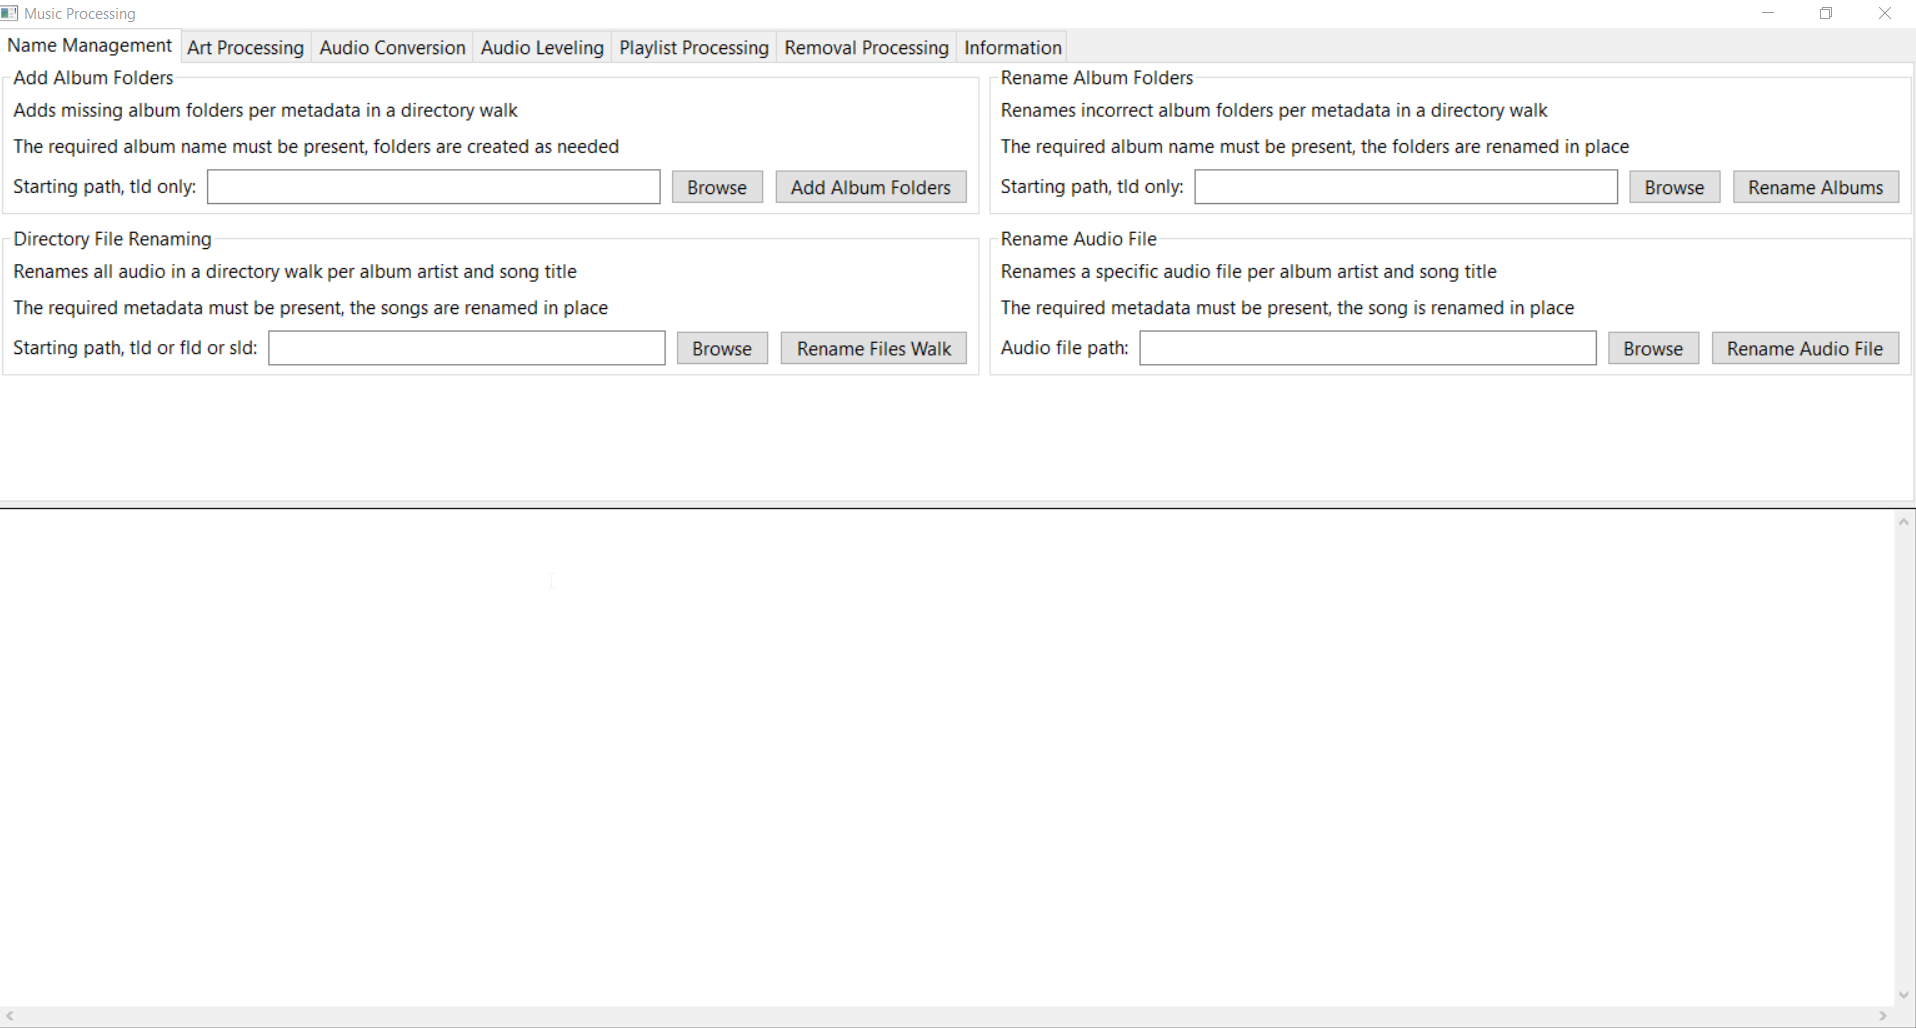 Music Processing
Name Management Art Processing Audio Conversion Audio Leveling Playlist Processing Removal Processing Information
Add Album Folders
Adds missing album folders per metadata in a directory walk
The required album name must be present, folders are created as needed
Starting path, tld only: Browse Add Album Folders
Rename Album Folders
Renames incorrect album folders per metadata in a directory walk
The required album name must be present, the folders are renamed in place
Starting path, tld only: Browse Rename Albums
Directory File Renaming
Renames all audio in a directory walk per album artist and song title
The required metadata must be present, the songs are renamed in place
Starting path, tld or fld or sld: Browse Rename Files Walk
Rename Audio File
Renames a specific audio file per album artist and song title
The required metadata must be present, the song is renamed in place
Audio file path: Browse Rename Audio File